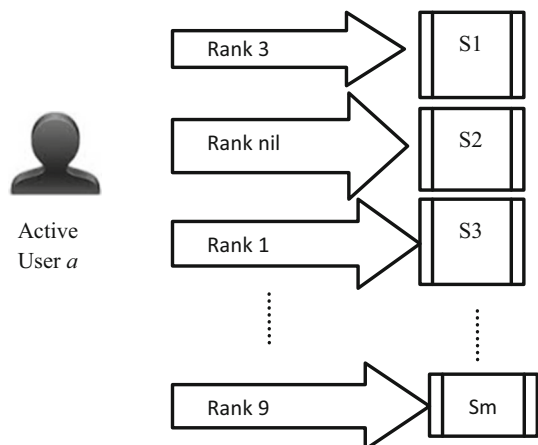 Rank 3
S1
Rank nil
S2
Active
User a
Rank 1
S3
Rank 9
Sm